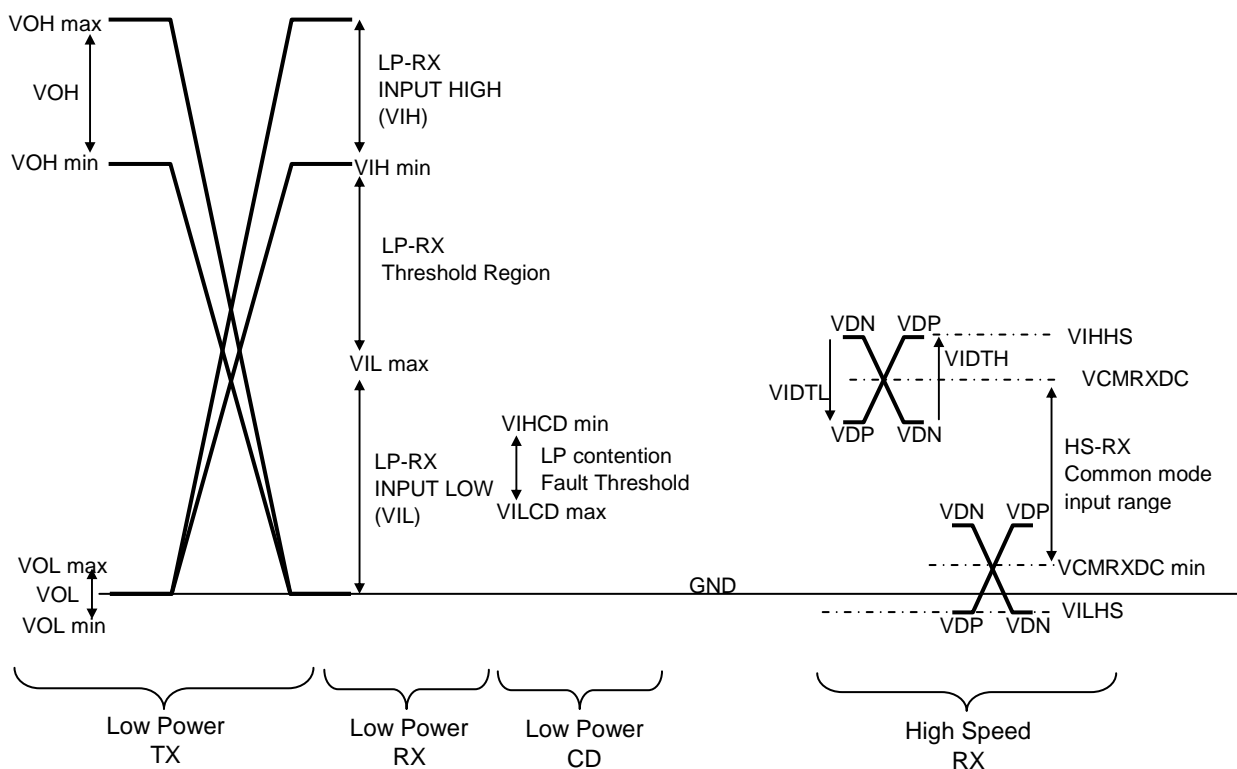 VOH max
VOH
VOH min
LP-RX
INPUT HIGH
(VIH)
VIH min
LP-RX
Threshold Region
VIL max
LP-RX
INPUT LOW
(VIL)
VIHCD min
LP contention
Fault Threshold
VILCD max
VOL max
VOL
VOL min
GND
VDN
VDP
VIHHS
VIDTH
VIDTL
VCMRXDC
VDP
VDN
HS-RX
Common mode
input range
VDN
VDP
VCMRXDC min
VILHS
VDP
VDN
Low Power
TX
Low Power
RX
Low Power
CD
High Speed
RX